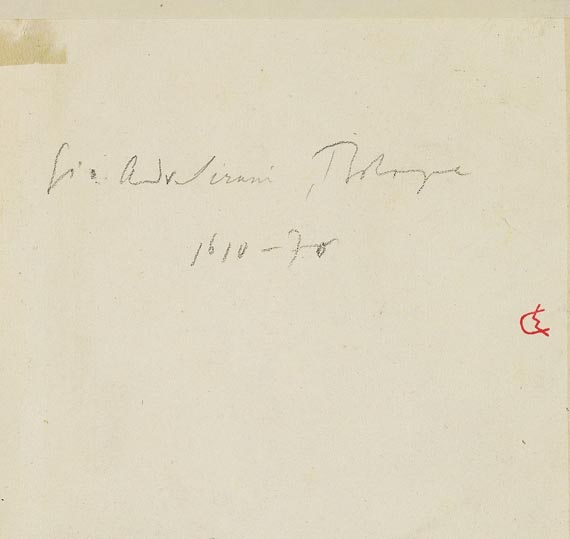 Gio. Andr. Sirani, Bologna
1610-70